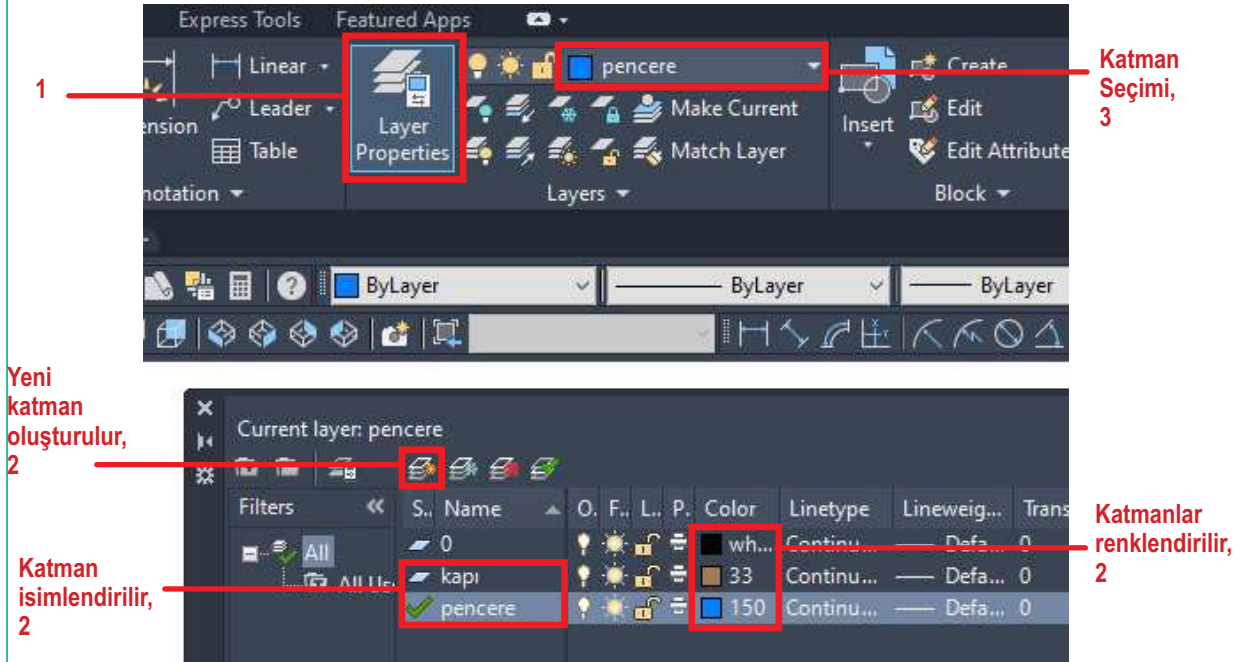 Express Tools Featured Apps
1
Linear
Leader
ension
Table
Layer
Properties
pencere
Make Current
Match Layer
Insert
Create
Edit
Edit Attribute
notation
Layers
Block
Katman
Seçimi,
3
ByLayer
ByLayer
ByLayer
Yeni
katman
oluşturulur,
2
Current layer: pencere
Filters
All
S.. Name O. F.. L.. P. Color Linetype Lineweig... Trans
0 wh... Continu... Defa... 0
kapı 33 Continu... Defa... 0
pencere 150 Continu... Defa... 0
Katman
isimlendirilir,
2
Katmanlar
renklendirilir,
2